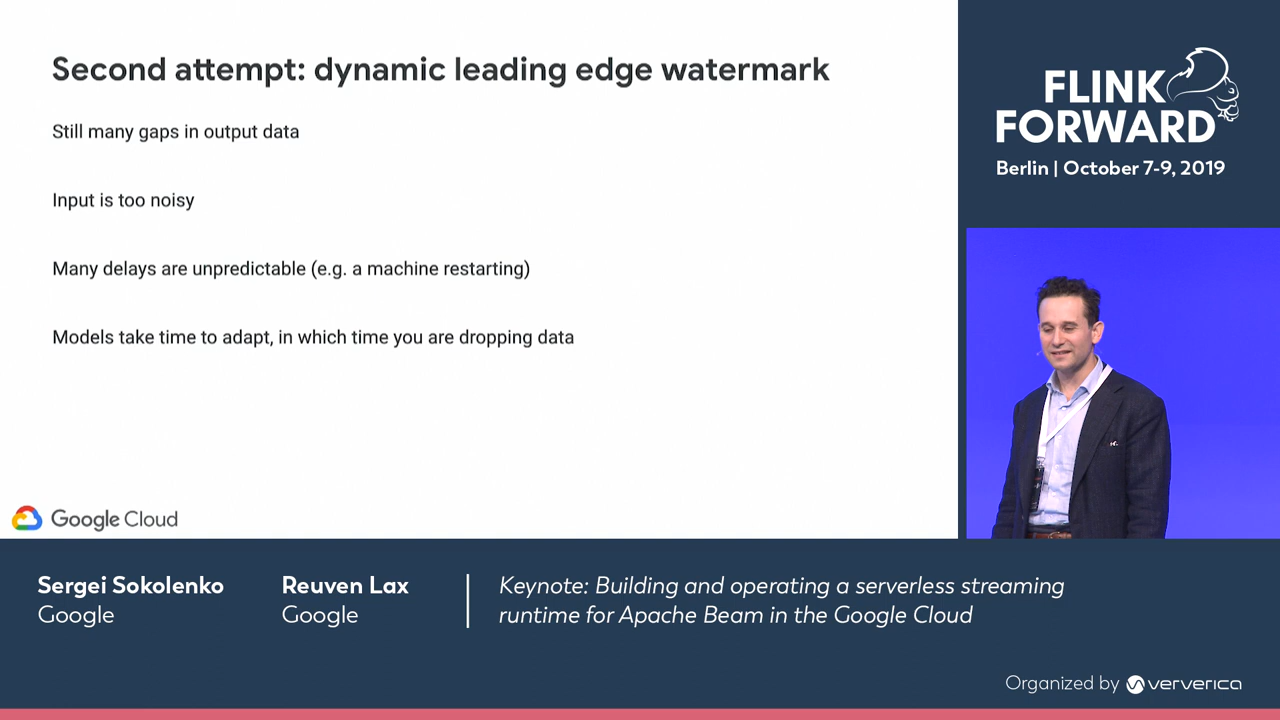 Second attempt: dynamic leading edge watermark
Still many gaps in output data
Input is too noisy
Many delays are unpredictable (e.g. a machine restarting)
Models take time to adapt, in which time you are dropping data
Google Cloud
FLINK
FORWARD
Berlin | October 7-9, 2019
Sergei Sokolenko
Google
Reuven Lax
Google
Keynote: Building and operating a serverless streaming
runtime for Apache Beam in the Google Cloud
Organized by ververica